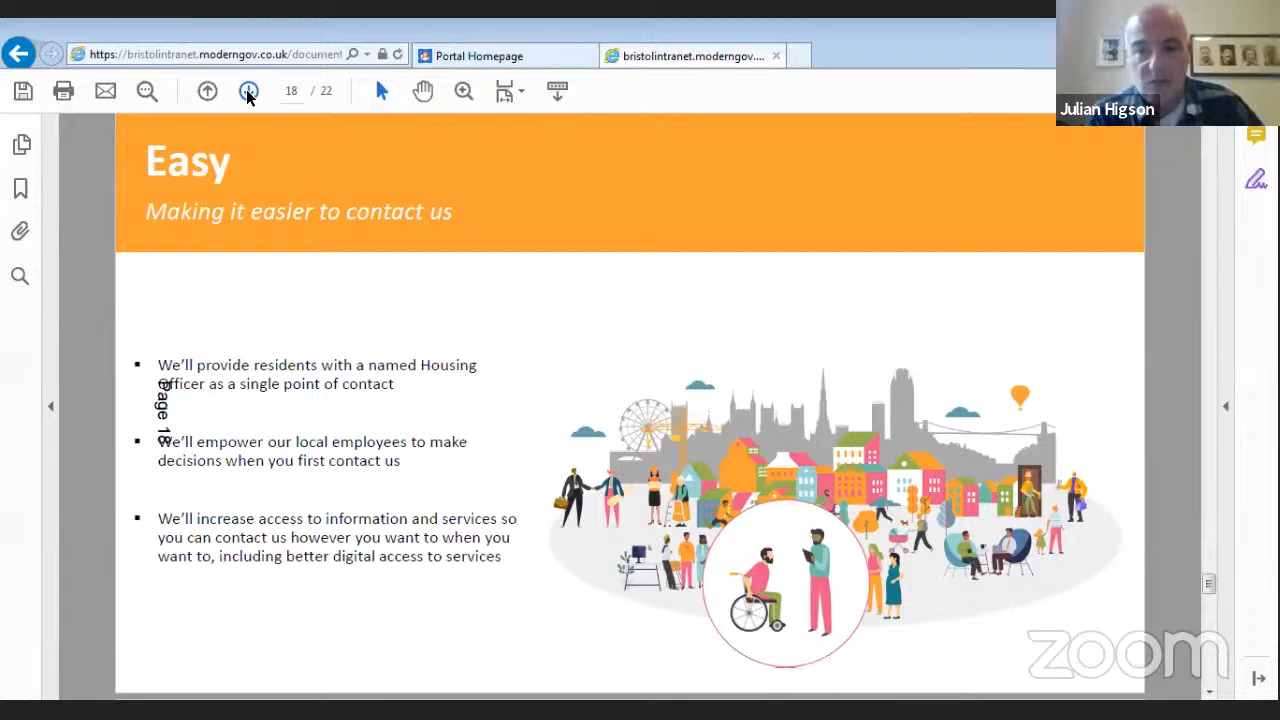 https://bristolintranet.moderngov.co.uk/document
Portal Homepage
bristolintranet.moderngov....
18 / 22
Julian Higson
Easy
Making it easier to contact us
We'll provide residents with a named Housing
Officer as a single point of contact
Page 18
We'll empower our local employees to make
decisions when you first contact us
We'll increase access to information and services so
you can contact us however you want to when you
want to, including better digital access to services
zoom